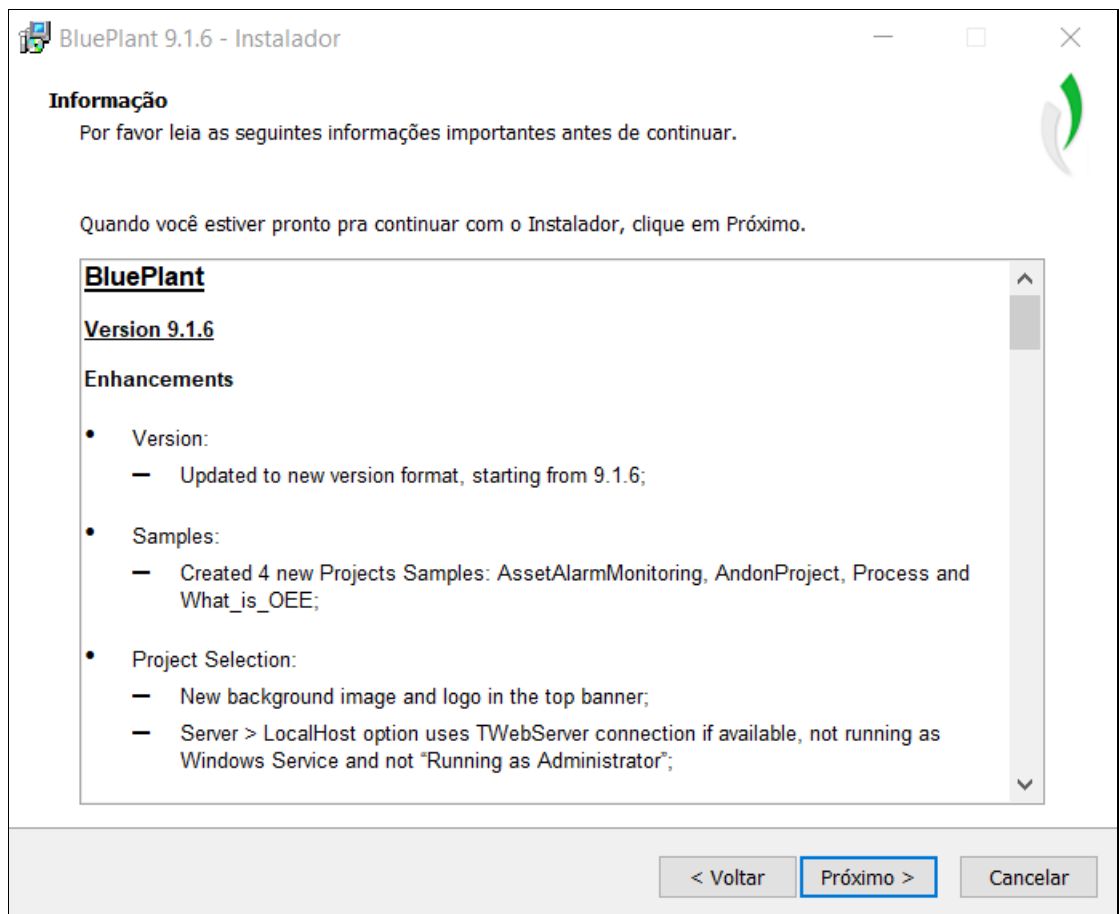 BluePlant 9.1.6 - Instalador
Informação
Por favor leia as seguintes informações importantes antes de continuar.
Quando você estiver pronto pra continuar com o Instalador, clique em Próximo.
BluePlant
Version 9.1.6
Enhancements
• Version:
– Updated to new version format, starting from 9.1.6;
• Samples:
– Created 4 new Projects Samples: AssetAlarmMonitoring, AndonProject, Process and
What_is_OEE;
• Project Selection:
– New background image and logo in the top banner;
– Server > LocalHost option uses TWebServer connection if available, not running as
Windows Service and not “Running as Administrator”;
< Voltar Próximo > Cancelar